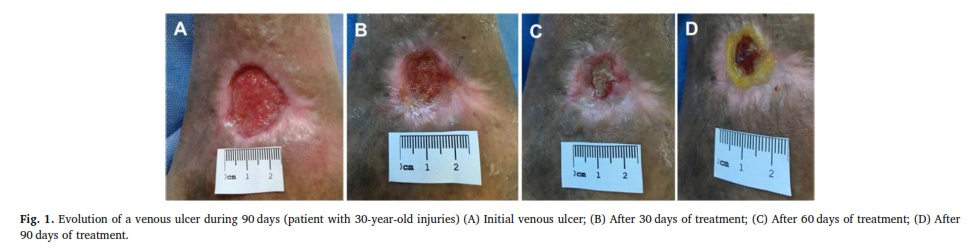 A
B
C
D
)cm 1 2
)cm 1 2
)cm 1 2
)cm 1 2
Fig. 1. Evolution of a venous ulcer during 90 days (patient with 30-year-old injuries) (A) Initial venous ulcer; (B) After 30 days of treatment; (C) After 60 days of treatment; (D) After
90 days of treatment.